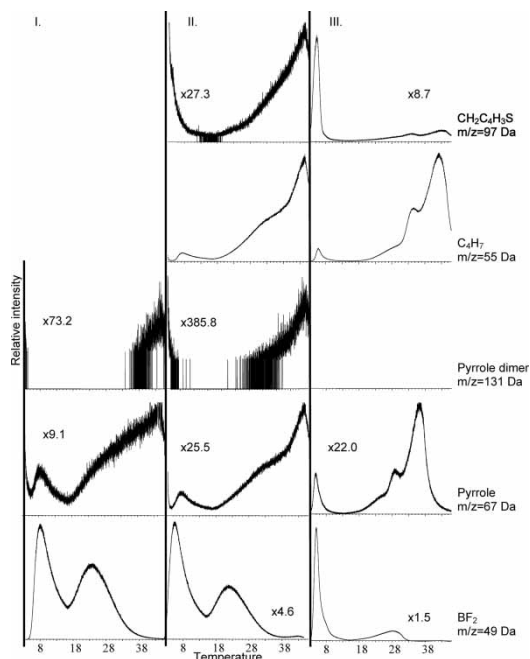 I. II. III.
x27.3 x8.7
CH2C4H3S
m/z=97 Da
C4H7
m/z=55 Da
Relative intensity
x73.2 x385.8
Pyrrole dimer
m/z=131 Da
x9.1 x25.5 x22.0
Pyrrole
m/z=67 Da
x4.6 x1.5
BF2
m/z=49 Da
8 18 28 38 8 18 28 38 8 18 28 38
Temperature